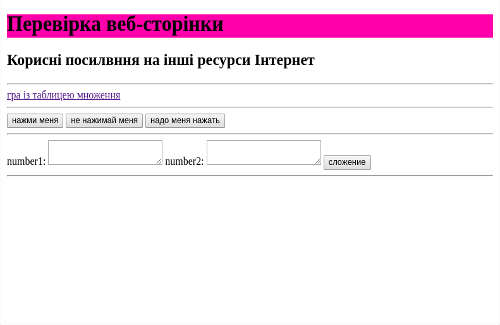 Перевірка веб-сторінки
Корисні посилвння на інші ресурси Інтернет
гра із таблицею множення
нажми меня не нажимай меня надо меня нажать
number1: number2: сложение